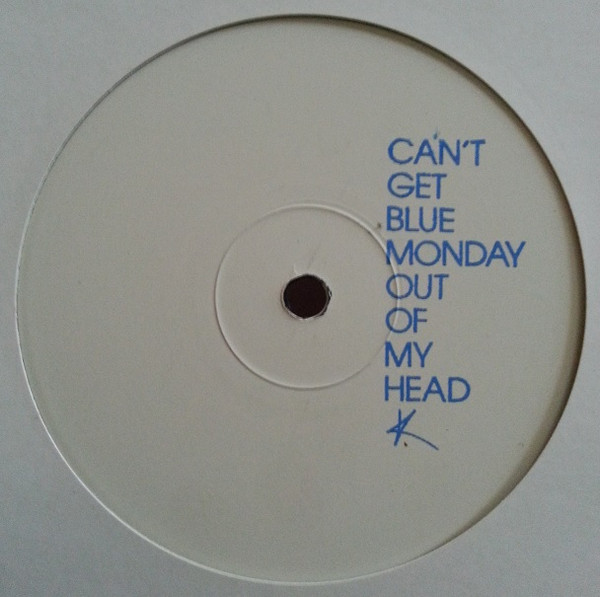 CAN'T
GET
BLUE
MONDAY
OUT
OF
MY
HEAD
K.